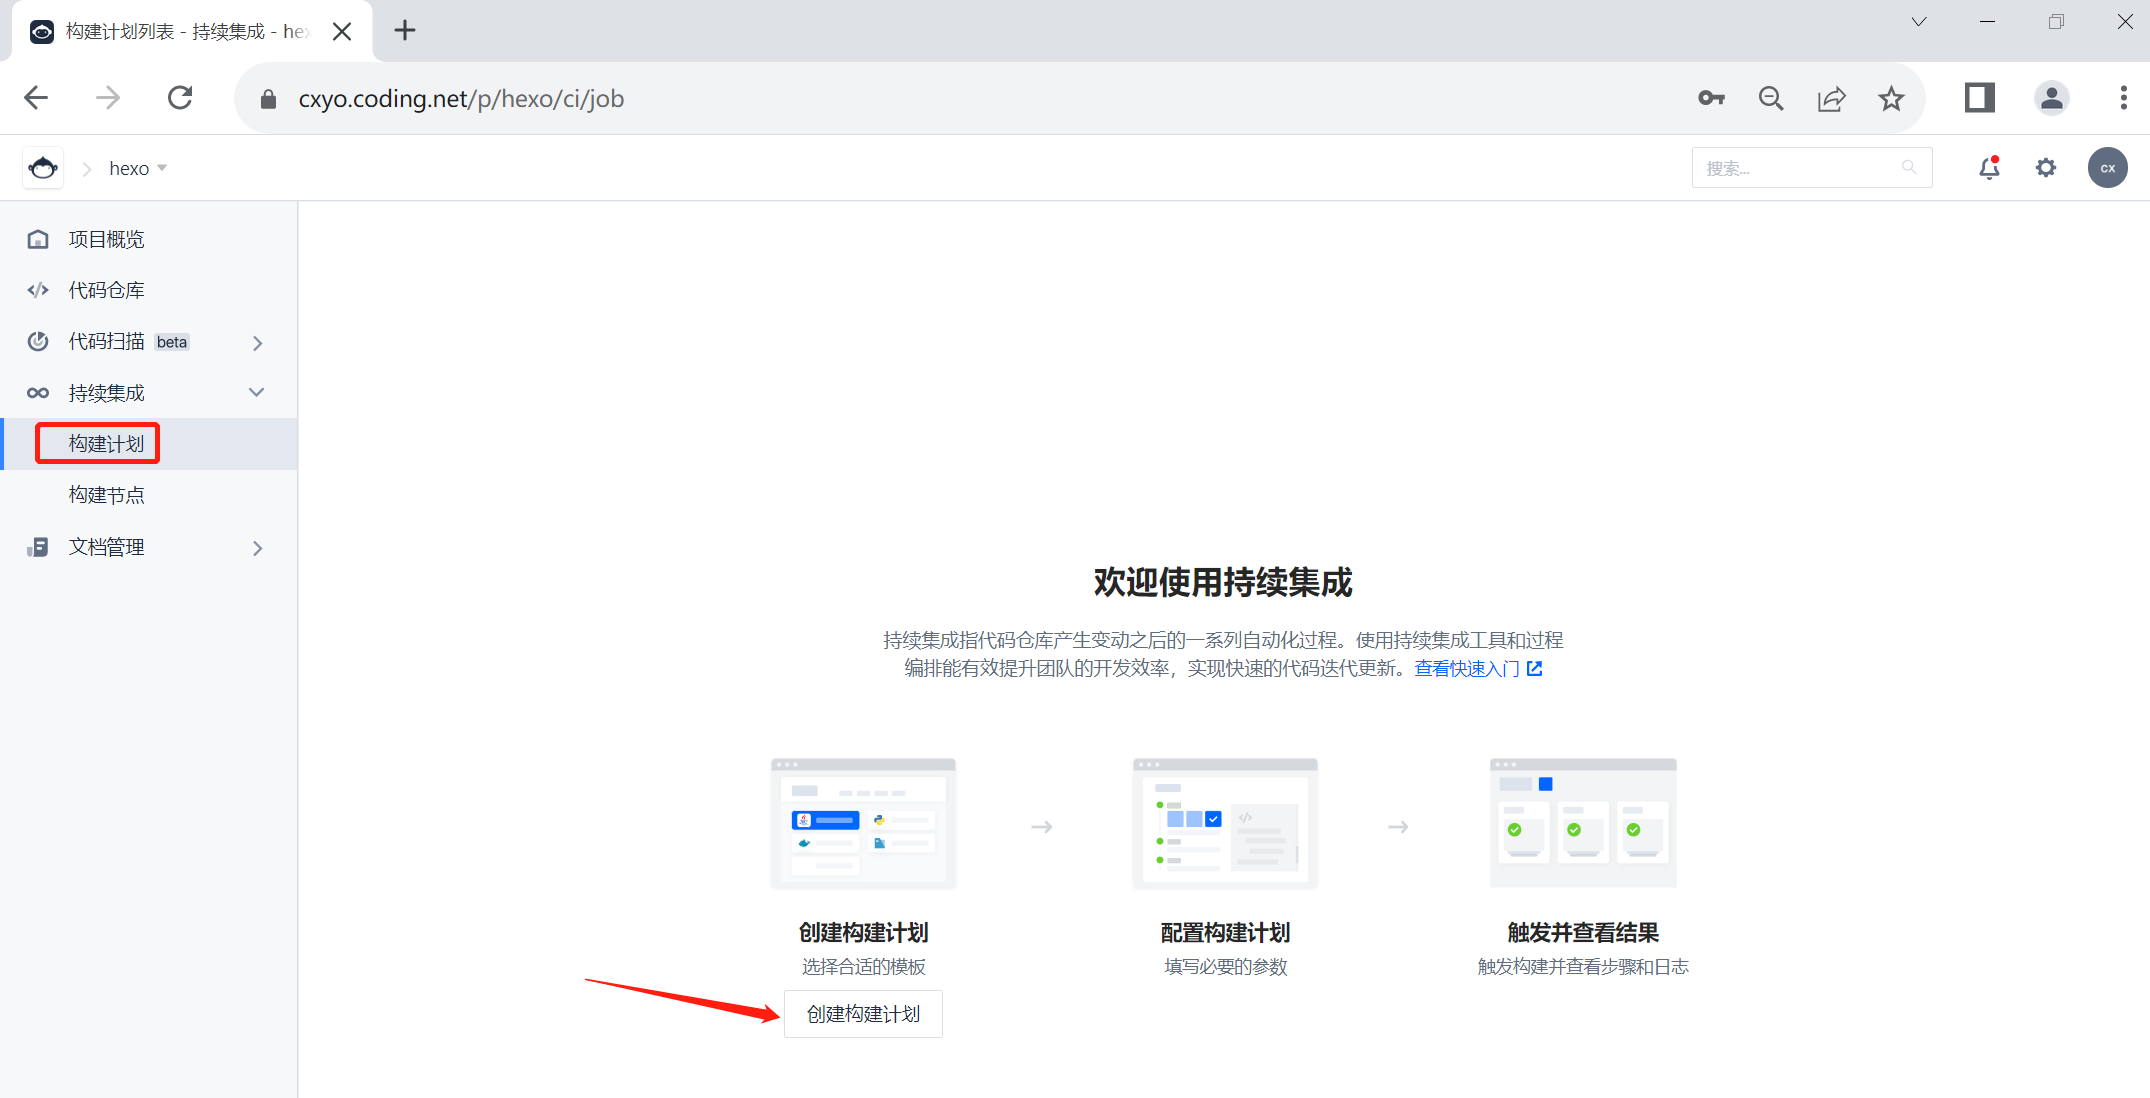 构建计划列表 - 持续集成 - hex
cxyo.coding.net/p/hexo/ci/job
hexo
搜索...
cx
项目概览
代码仓库
代码扫描 beta
持续集成
构建计划
构建节点
文档管理
欢迎使用持续集成
持续集成指代码仓库产生变动之后的一系列自动化过程。使用持续集成工具和过程
编排能有效提升团队的开发效率，实现快速的代码迭代更新。查看快速入门
创建构建计划
选择合适的模板
创建构建计划
配置构建计划
填写必要的参数
触发并查看结果
触发构建并查看步骤和日志